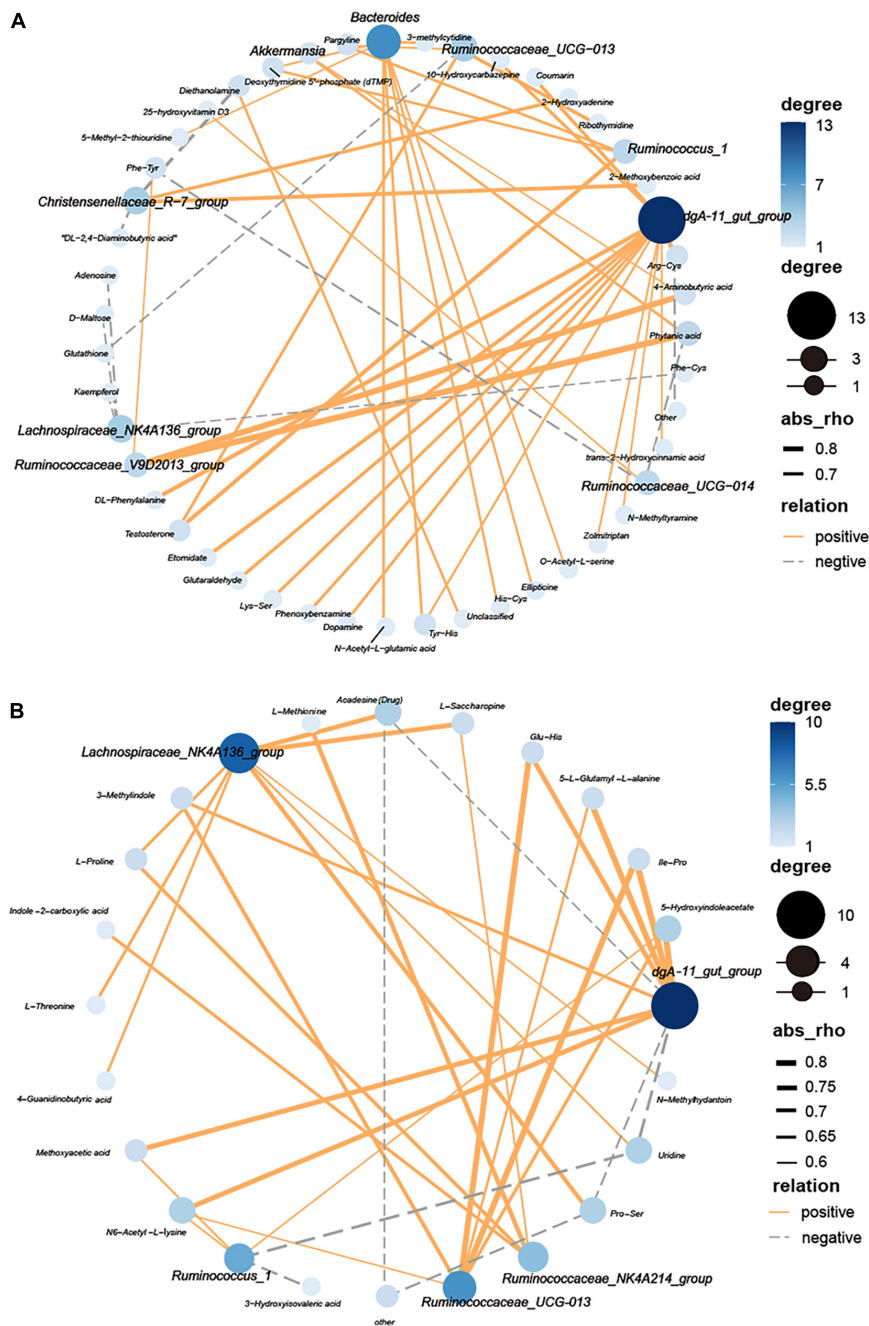 A
Bacteroides
Pargyline
3-methylcytidine
Akkermansia
Ruminococcaceae_UCG-013
Deoxythymidine 5'-phosphate (dTMP)
10-Hydroxycarbazepine
Coumarin
Diethanolamine
2-Hydroxyadenine
25-hydroxyvitamin D3
Ribothymidine
5-Methyl-2-thiouridine
Ruminococcus_1
Phe-Tyr
2-Methoxybenzoic acid
Christensenellaceae_R-7_group
dgA-11_gut_group
"DL-2,4-Diaminobutyric acid"
Arg-Cys
Adenosine
4-Aminobutyric acid
D-Maltose
Phytanic acid
Glutathione
Phe-Cys
Kaempferol
Other
Lachnospiraceae_NK4A136_group
trans-2-Hydroxycinnamic acid
Ruminococcaceae_V9D2013_group
Ruminococcaceae_UCG-014
DL-Phenylalanine
N-Methyltyramine
Testosterone
Zolmitriptan
Etomidate
O-Acetyl-L-serine
Glutaraldehyde
Ellipticine
Lys-Ser
His-Cys
Phenoxybenzamine
Unclassified
Dopamine
Tyr-His
N-Acetyl-L-glutamic acid
degree
13
7
1
degree
13
3
1
abs_rho
0.8
0.7
relation
positive
negtive
B
Acadesine (Drug)
L-Methionine
L-Saccharopine
Lachnospiraceae_NK4A136_group
Glu-His
3-Methylindole
5-L-Glutamyl-L-alanine
L-Proline
Ile-Pro
Indole-2-carboxylic acid
5-Hydroxyindoleacetate
dgA-11_gut_group
L-Threonine
4-Guanidinobutyric acid
N-Methylhydantoin
Methoxyacetic acid
Uridine
N6-Acetyl-L-lysine
Pro-Ser
Ruminococcus_1
Ruminococcaceae_NK4A214_group
3-Hydroxyisovaleric acid
Ruminococcaceae_UCG-013
other
degree
10
5.5
1
degree
10
4
1
abs_rho
0.8
0.75
0.7
0.65
0.6
relation
positive
negative